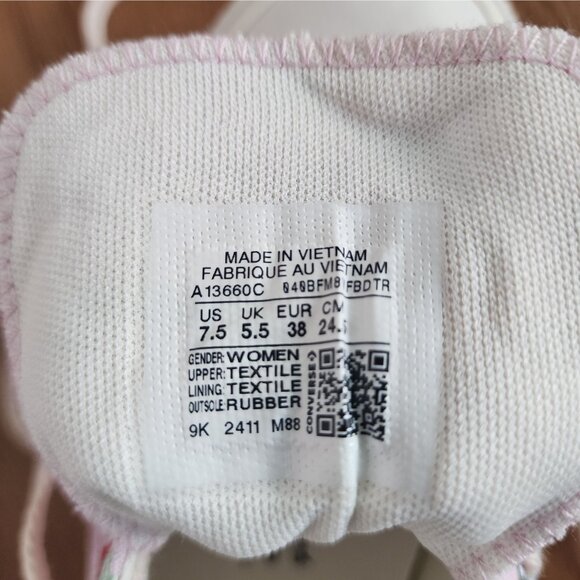 MADE IN VIETNAM
FABRIQUE AU VIETNAM
A13660C
US UK EUR CM
7.5 5.5 38
GENDER: WOMEN
UPPER: TEXTILE
LINING: TEXTILE
OUTSOLE: RUBBER
CONVERSE
9K 2411 M88